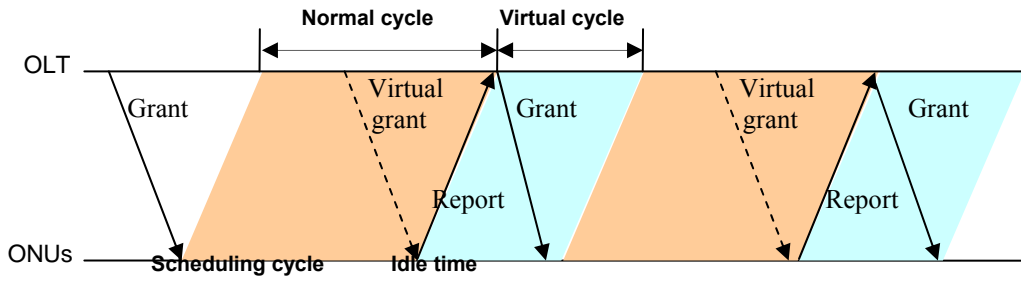 Normal cycle
Virtual cycle
OLT
Grant
Virtual
grant
Grant
Virtual
grant
Grant
Report
Report
ONUs
Scheduling cycle
Idle time